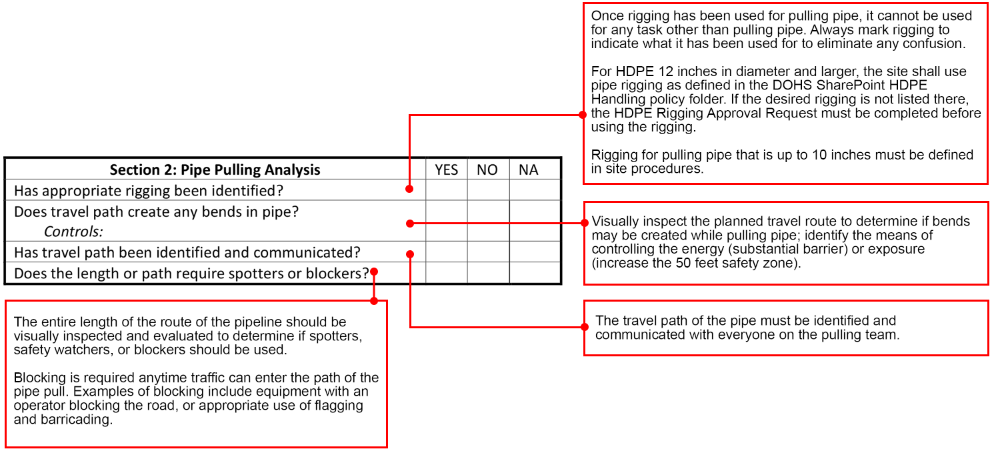 Once rigging has been used for pulling pipe, it cannot be used
for any task other than pulling pipe. Always mark rigging to
indicate what it has been used for to eliminate any confusion.
For HDPE 12 inches in diameter and larger, the site shall use
pipe rigging as defined in the DOHS SharePoint HDPE
Handling policy folder. If the desired rigging is not listed there,
the HDPE Rigging Approval Request must be completed before
using the rigging.
Rigging for pulling pipe that is up to 10 inches must be defined
in site procedures.
Section 2: Pipe Pulling Analysis YES NO NA
Has appropriate rigging been identified?
Does travel path create any bends in pipe?
Controls:
Has travel path been identified and communicated?
Does the length or path require spotters or blockers?
Visually inspect the planned travel route to determine if bends
may be created while pulling pipe; identify the means of
controlling the energy (substantial barrier) or exposure
(increase the 50 feet safety zone).
The travel path of the pipe must be identified and
communicated with everyone on the pulling team.
The entire length of the route of the pipeline should be
visually inspected and evaluated to determine if spotters,
safety watchers, or blockers should be used.
Blocking is required anytime traffic can enter the path of the
pipe pull. Examples of blocking include equipment with an
operator blocking the road, or appropriate use of flagging
and barricading.